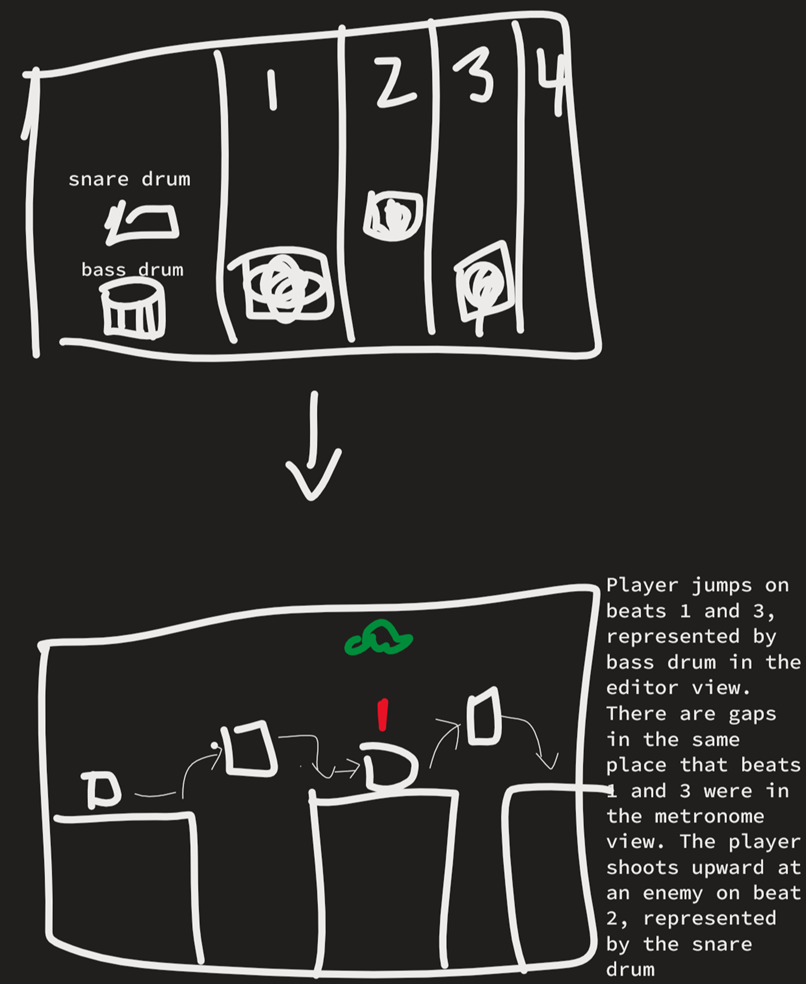 1 2 3 4
snare drum
bass drum
Player jumps on
beats 1 and 3,
represented by
bass drum in the
editor view.
There are gaps
in the same
place that beats
1 and 3 were in
the metronome
view. The player
shoots upward at
an enemy on beat
2, represented
by the snare
drum